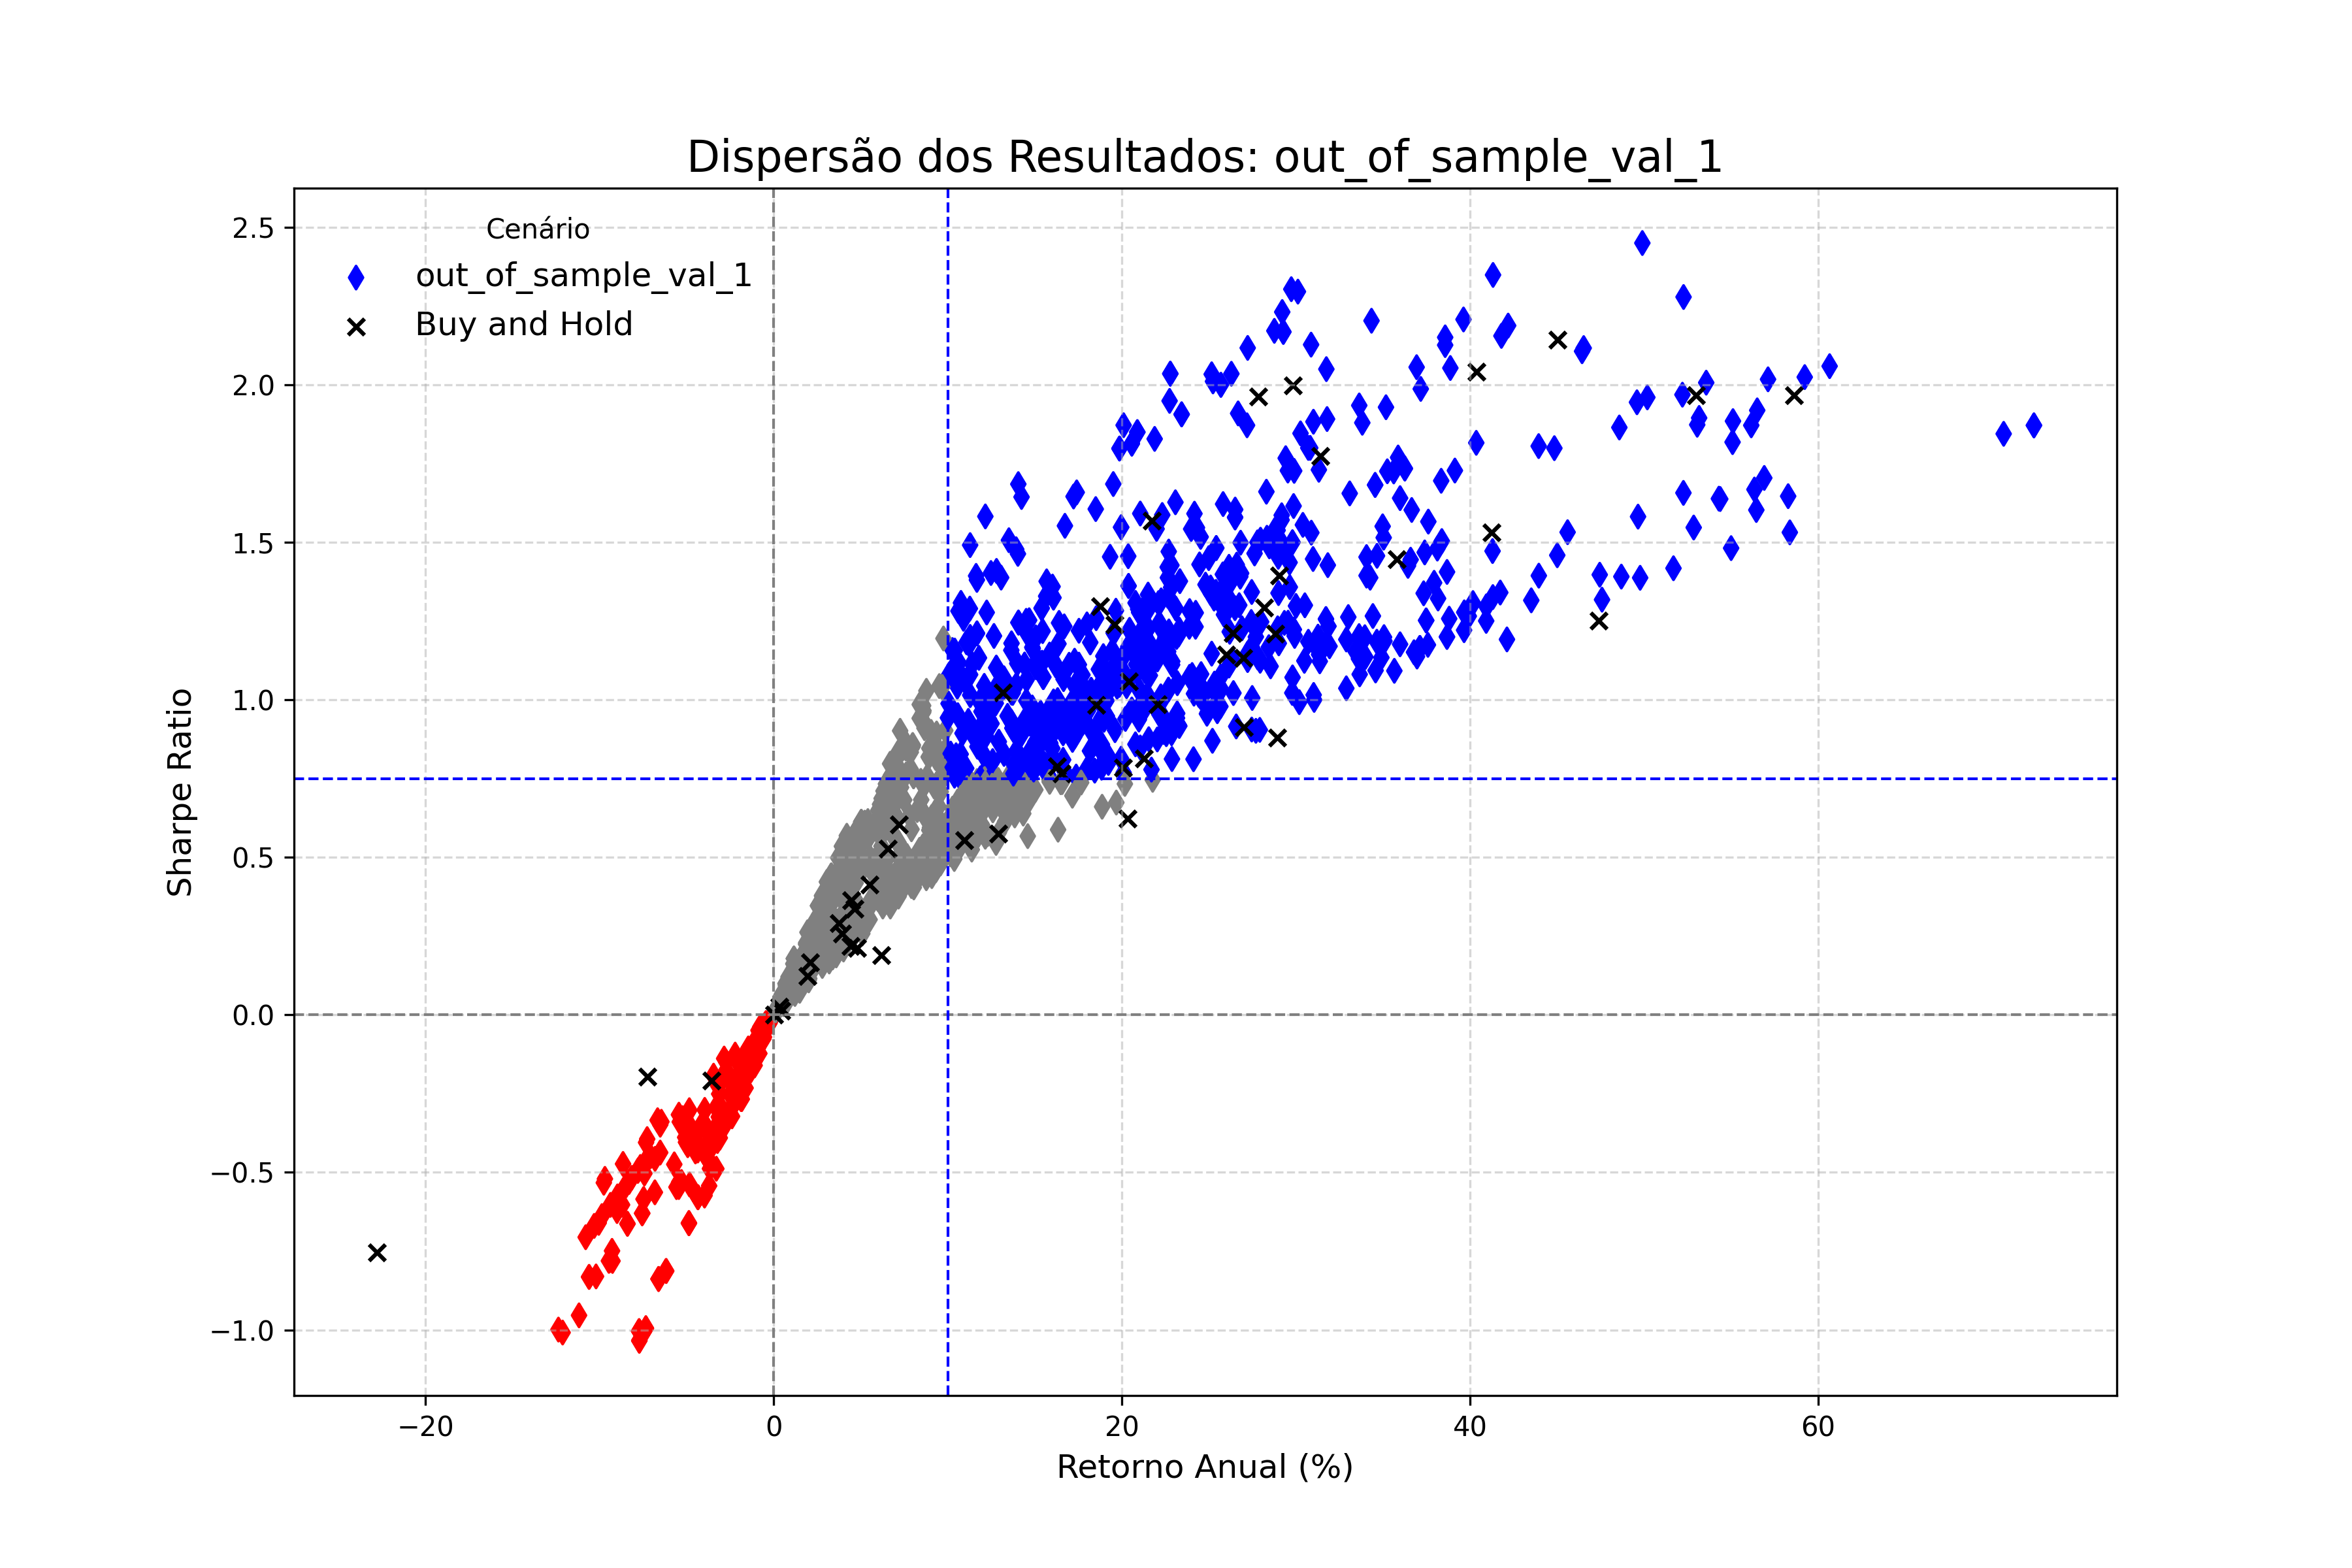 Dispersão dos Resultados: out_of_sample_val_1
Cenário
out_of_sample_val_1
Buy and Hold
2.5
2.0
1.5
1.0
0.5
0.0
−0.5
−1.0
Sharpe Ratio
−20
0
20
40
60
Retorno Anual (%)